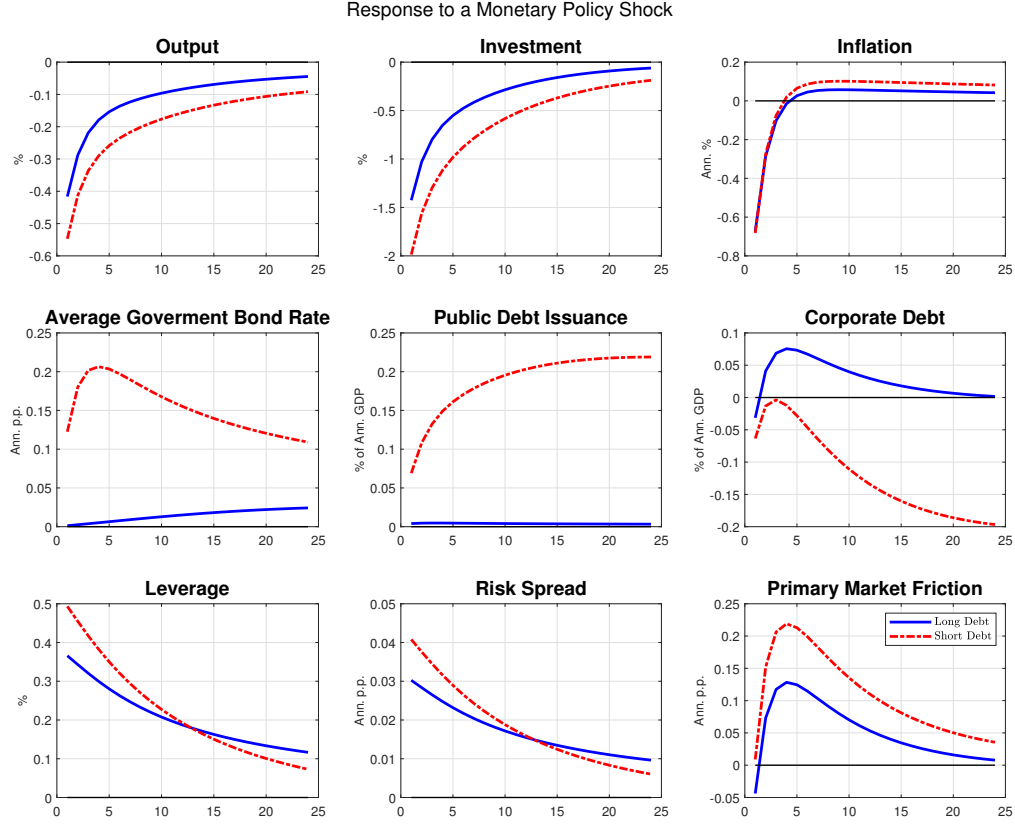 Response to a Monetary Policy Shock
Output Investment Inflation
0 0 0.2
-0.1 0
-0.2 -0.5 -0.2
-0.3 -1 -0.4
-0.4 -1.5 -0.6
-0.5
-0.6 -2 -0.8
% % Ann. %
0 5 10 15 20 25 0 5 10 15 20 25 0 5 10 15 20 25
Average Goverment Bond Rate Public Debt Issuance Corporate Debt
0.25 0.25 0.1
0.2 0.2 0.05
0.15 0.15 0
-0.05
0.1 0.1 -0.1
0.05 0.05 -0.15
0 0 -0.2
Ann. p.p. % of Ann. GDP % of Ann. GDP
0 5 10 15 20 25 0 5 10 15 20 25 0 5 10 15 20 25
Leverage Risk Spread Primary Market Friction
0.5 0.05 0.25
0.4 0.04 0.2
0.3 0.03 0.15
0.1
0.2 0.02 0.05
0.1 0.01 0
0 0 -0.05
% Ann. p.p. Ann. p.p.
Long Debt
Short Debt
0 5 10 15 20 25 0 5 10 15 20 25 0 5 10 15 20 25